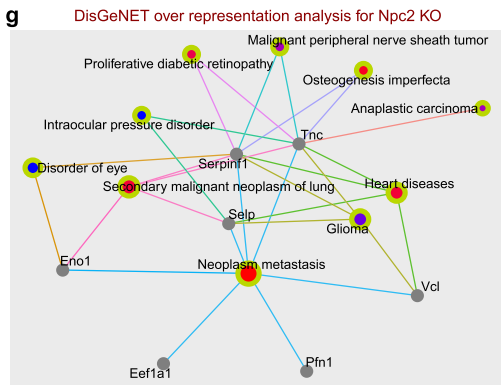 g
DisGeNET over representation analysis for Npc2 KO
Malignant peripheral nerve sheath tumor
Proliferative diabetic retinopathy
Osteogenesis imperfecta
Anaplastic carcinoma
Intraocular pressure disorder
Tnc
Serpinf1
Disorder of eye
Secondary malignant neoplasm of lung
Heart diseases
Selp
Glioma
Eno1
Neoplasm metastasis
Vcl
Eef1a1
Pfn1